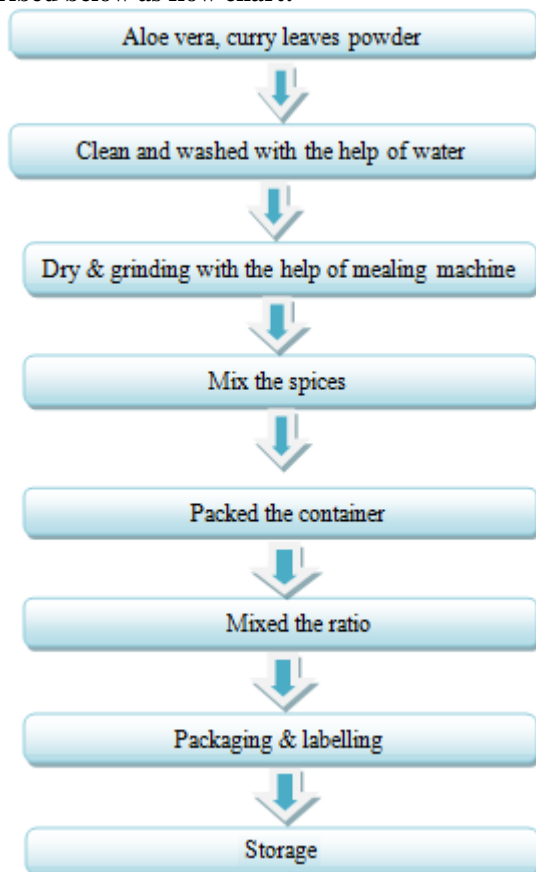 below as flow chart.
Aloe vera, curry leaves powder
Clean and washed with the help of water
Dry & grinding with the help of mealing machine
Mix the spices
Packed the container
Mixed the ratio
Packaging & labelling
Storage